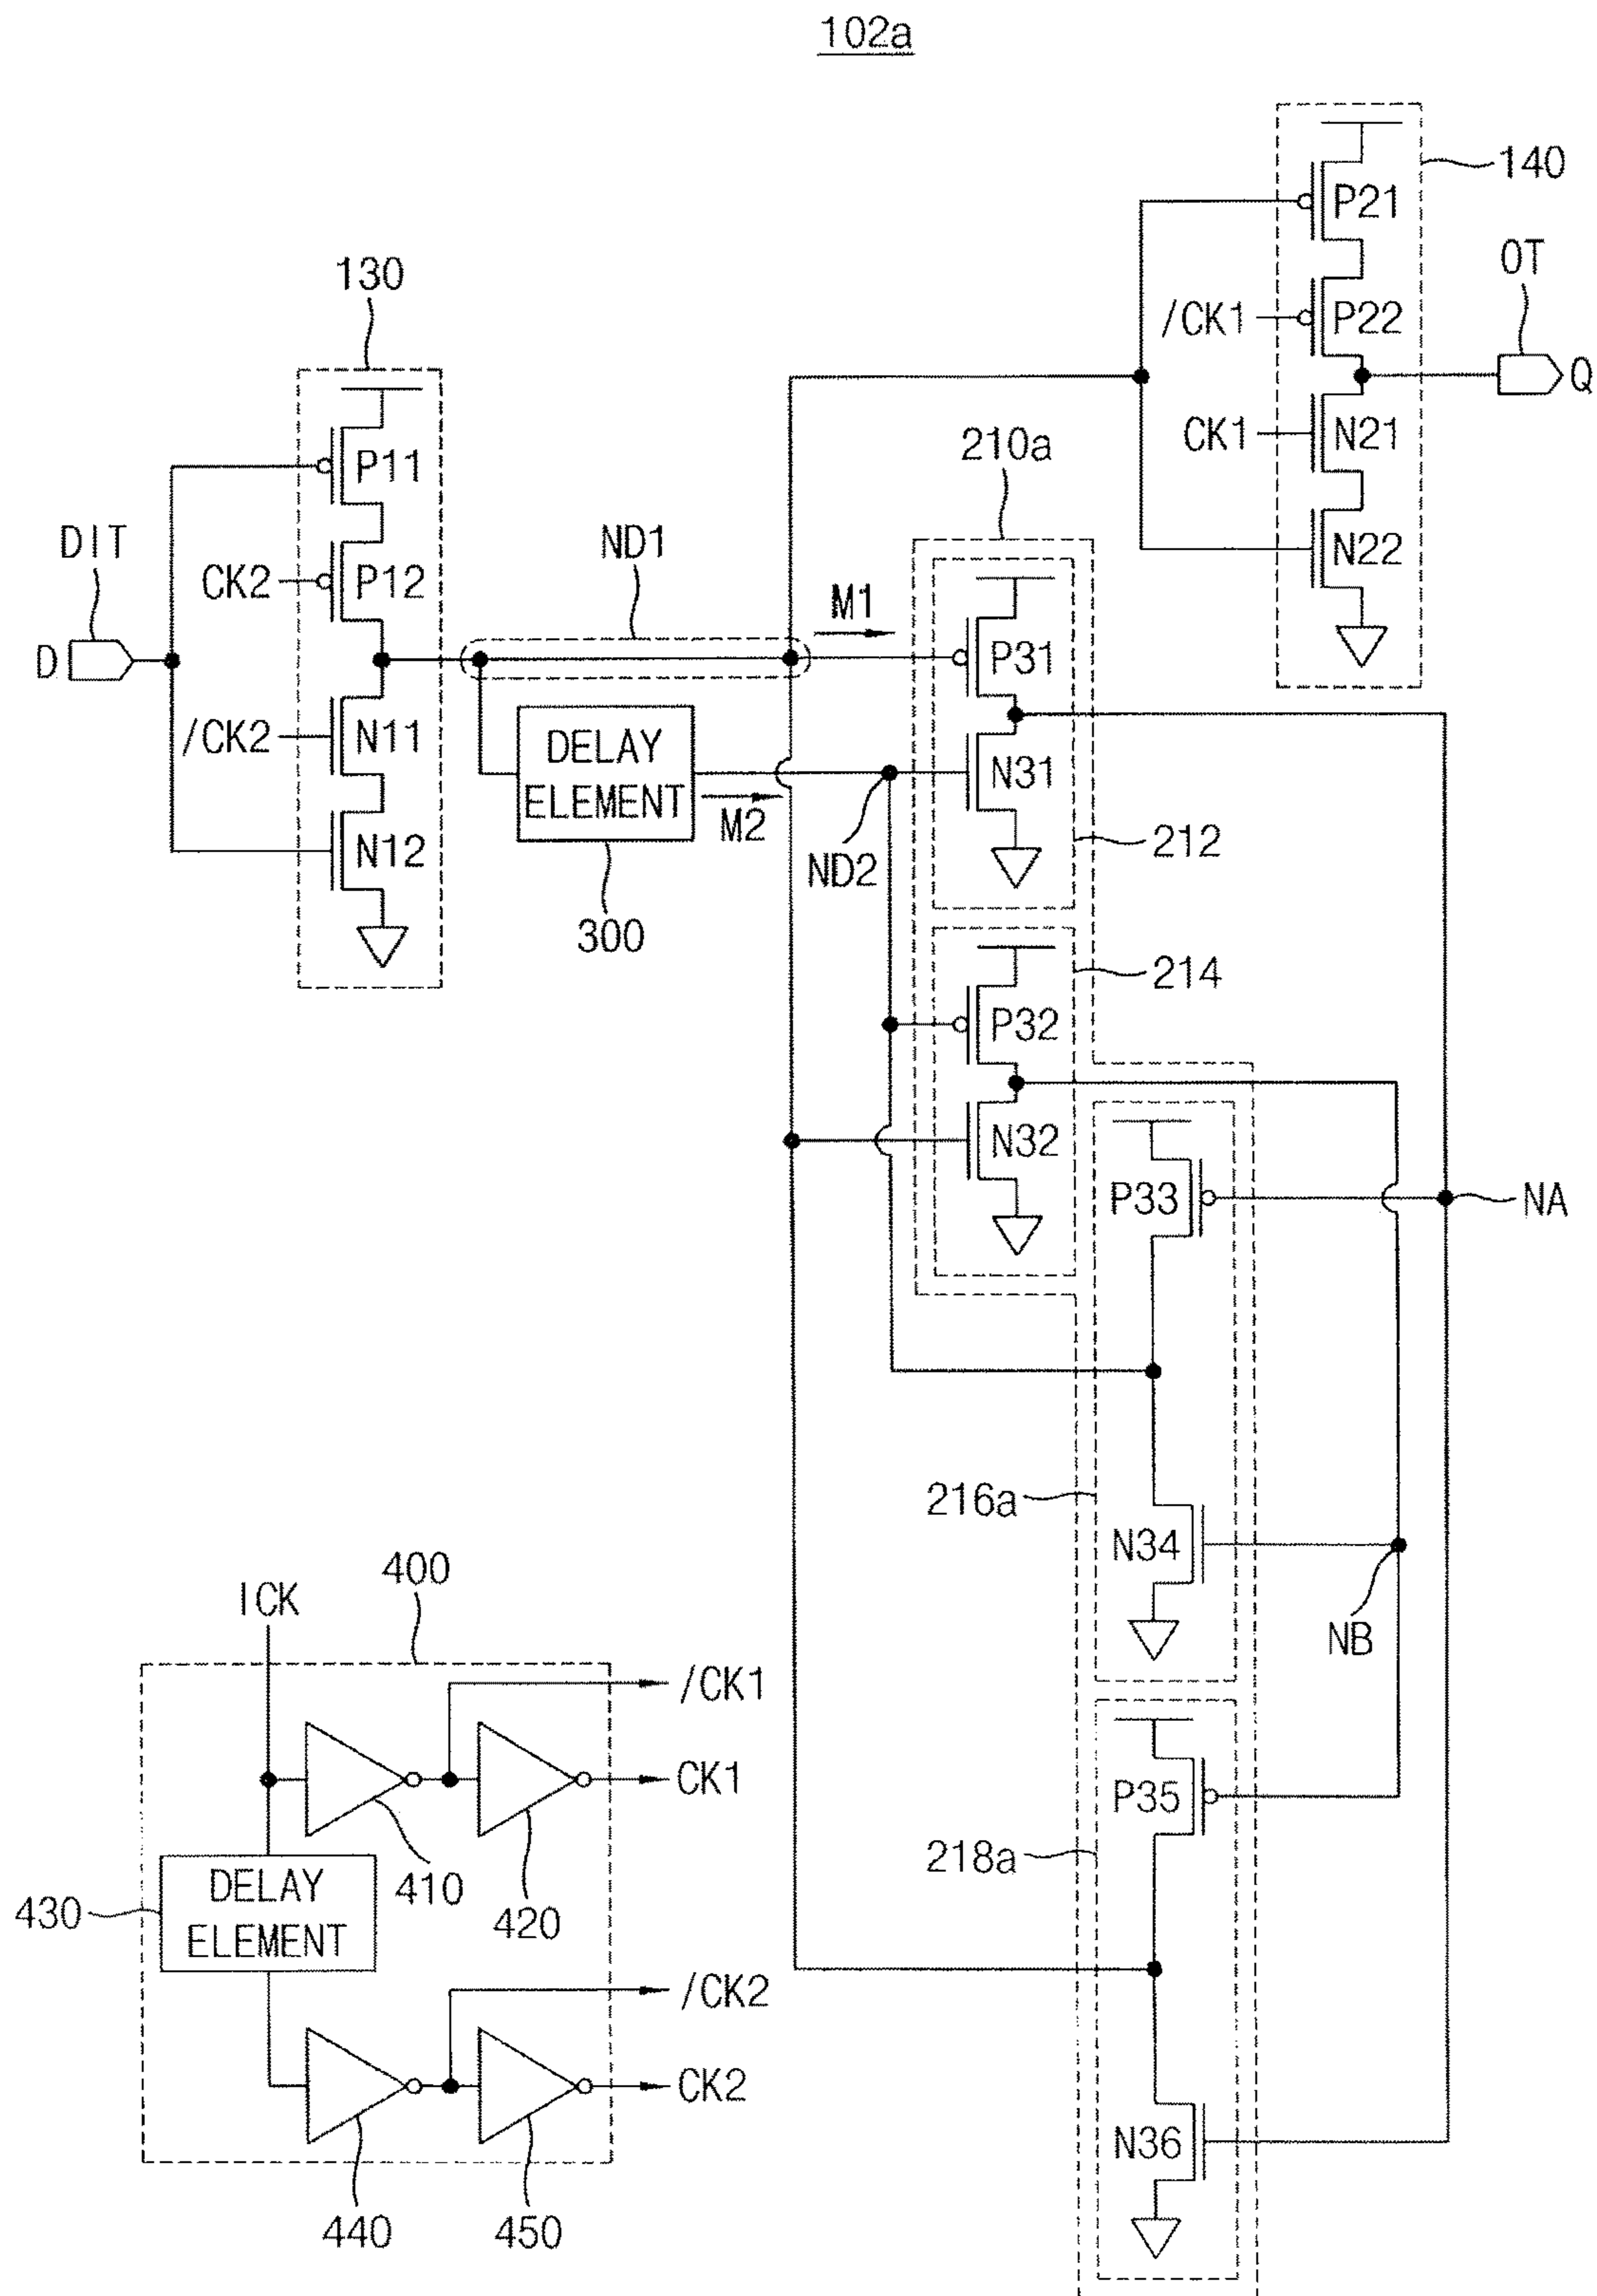 102a
140
P21
OT
/CK1
P22
Q
CK1
N21
N22
130
P11
DIT
CK2
P12
D
/CK2
N11
N12
ND1
M1
210a
P31
DELAY
ELEMENT
M2
ND2
N31
212
300
214
P32
N32
P33
NA
216a
N34
NB
400
ICK
/CK1
CK1
410
420
430
DELAY
ELEMENT
/CK2
CK2
440
450
P35
218a
N36